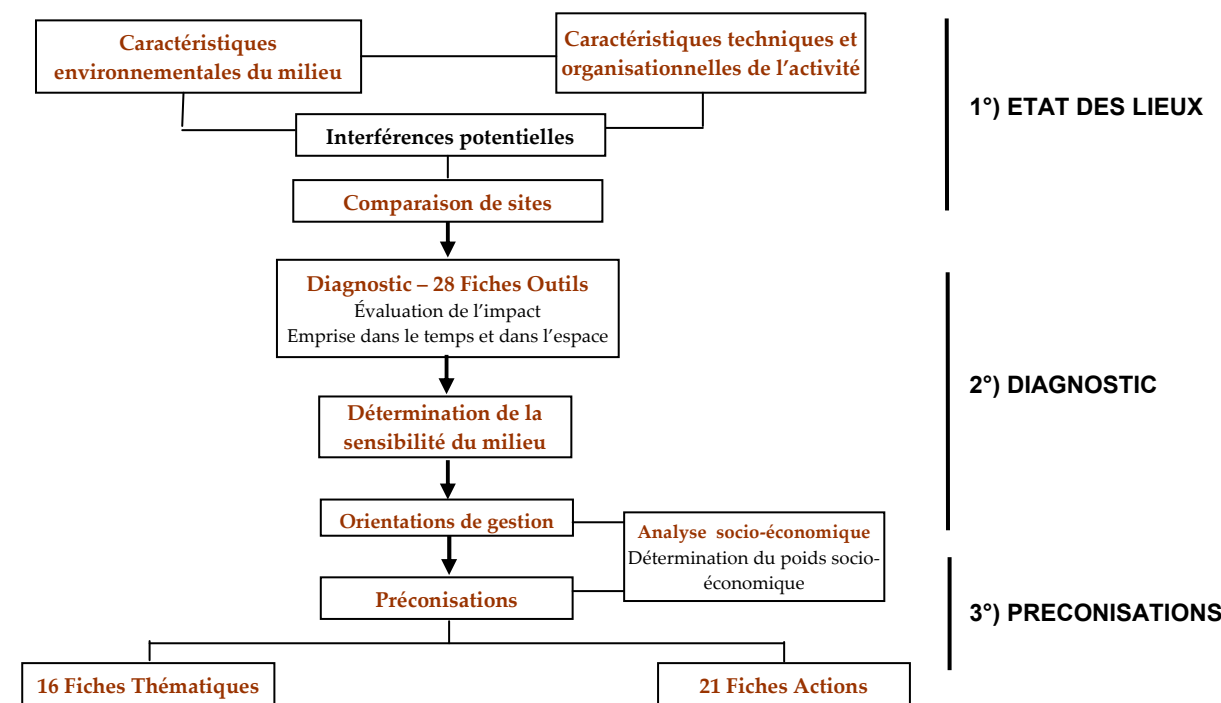 Caractéristiques
environnementales du milieu
Caractéristiques techniques et
organisationnelles de l’activité
1°) ETAT DES LIEUX
Interférences potentielles
Comparaison de sites
Diagnostic – 28 Fiches Outils
Évaluation de l’impact
Emprise dans le temps et dans l’espace
2°) DIAGNOSTIC
Détermination de la
sensibilité du milieu
Orientations de gestion
Analyse socio-économique
Détermination du poids socio-
économique
Préconisations
3°) PRECONISATIONS
16 Fiches Thématiques
21 Fiches Actions